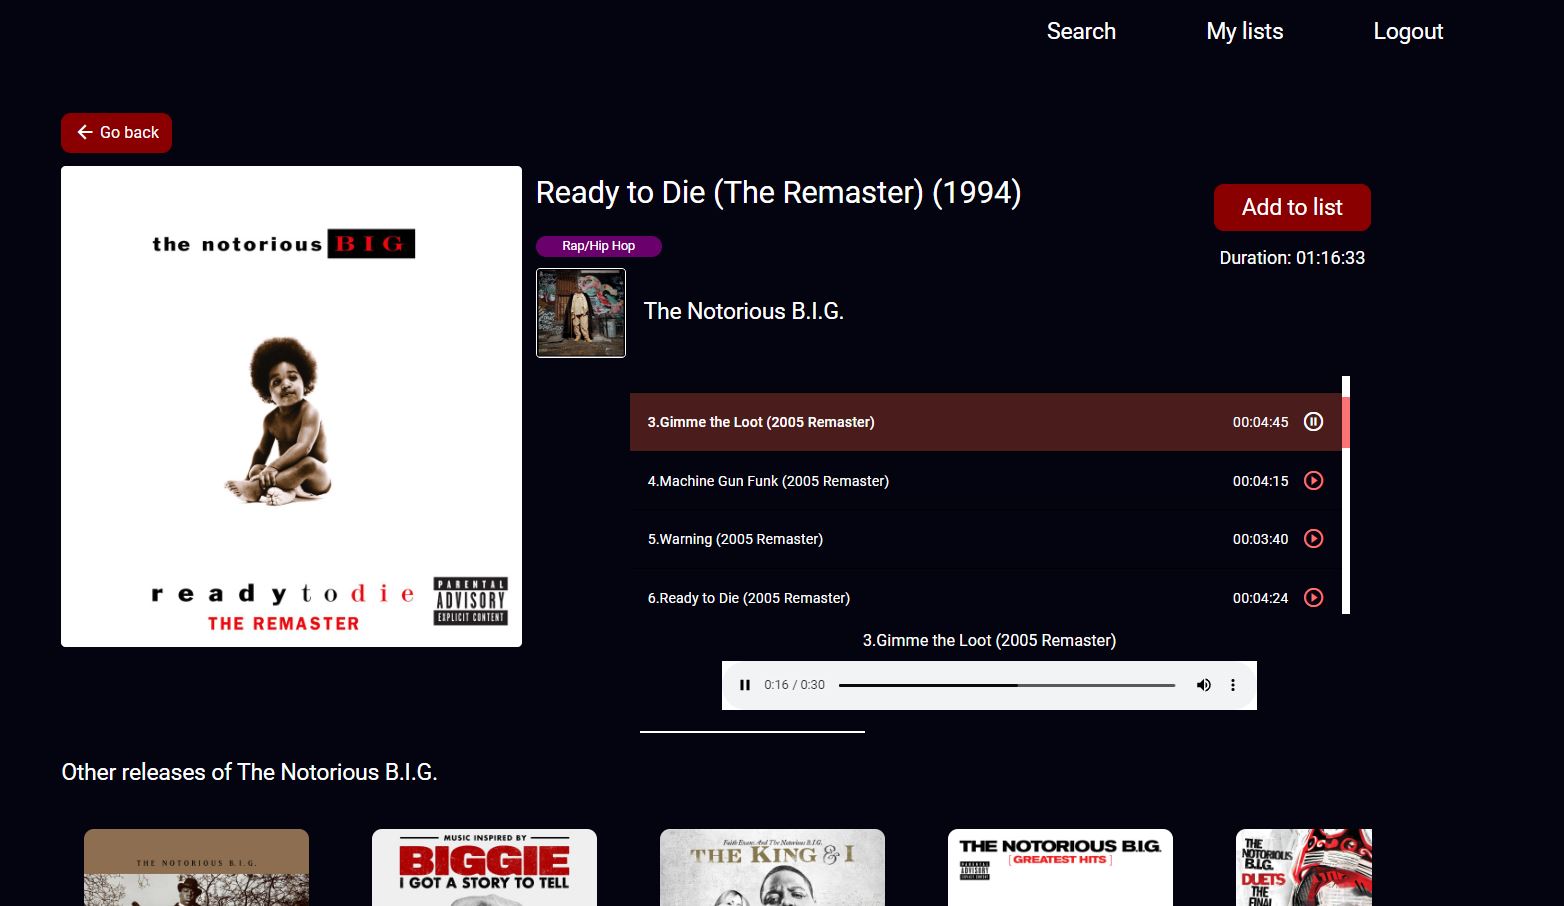 Search
My lists
Logout
Go back
the notorious BIG
ready to die
THE REMASTER
PARENTAL
ADVISORY
EXPLICIT CONTENT
Ready to Die (The Remaster) (1994)
Add to list
Rap/Hip Hop
Duration: 01:16:33
The Notorious B.I.G.
3.Gimme the Loot (2005 Remaster) 00:04:45
4.Machine Gun Funk (2005 Remaster) 00:04:15
5.Warning (2005 Remaster) 00:03:40
6.Ready to Die (2005 Remaster) 00:04:24
3.Gimme the Loot (2005 Remaster)
0:16 / 0:30
Other releases of The Notorious B.I.G.
THE NOTORIOUS B.I.G.
MUSIC INSPIRED BY
BIGGIE
I GOT A STORY TO TELL
Faith Evans And The Notorious B.I.G.
THE KING & I
THE NOTORIOUS B.I.G.
[ GREATEST HITS ]
PARENTAL
ADVISORY
EXPLICIT CONTENT
THE
NOTORIOUS
B.I.G.
DUETS
THE
FINAL